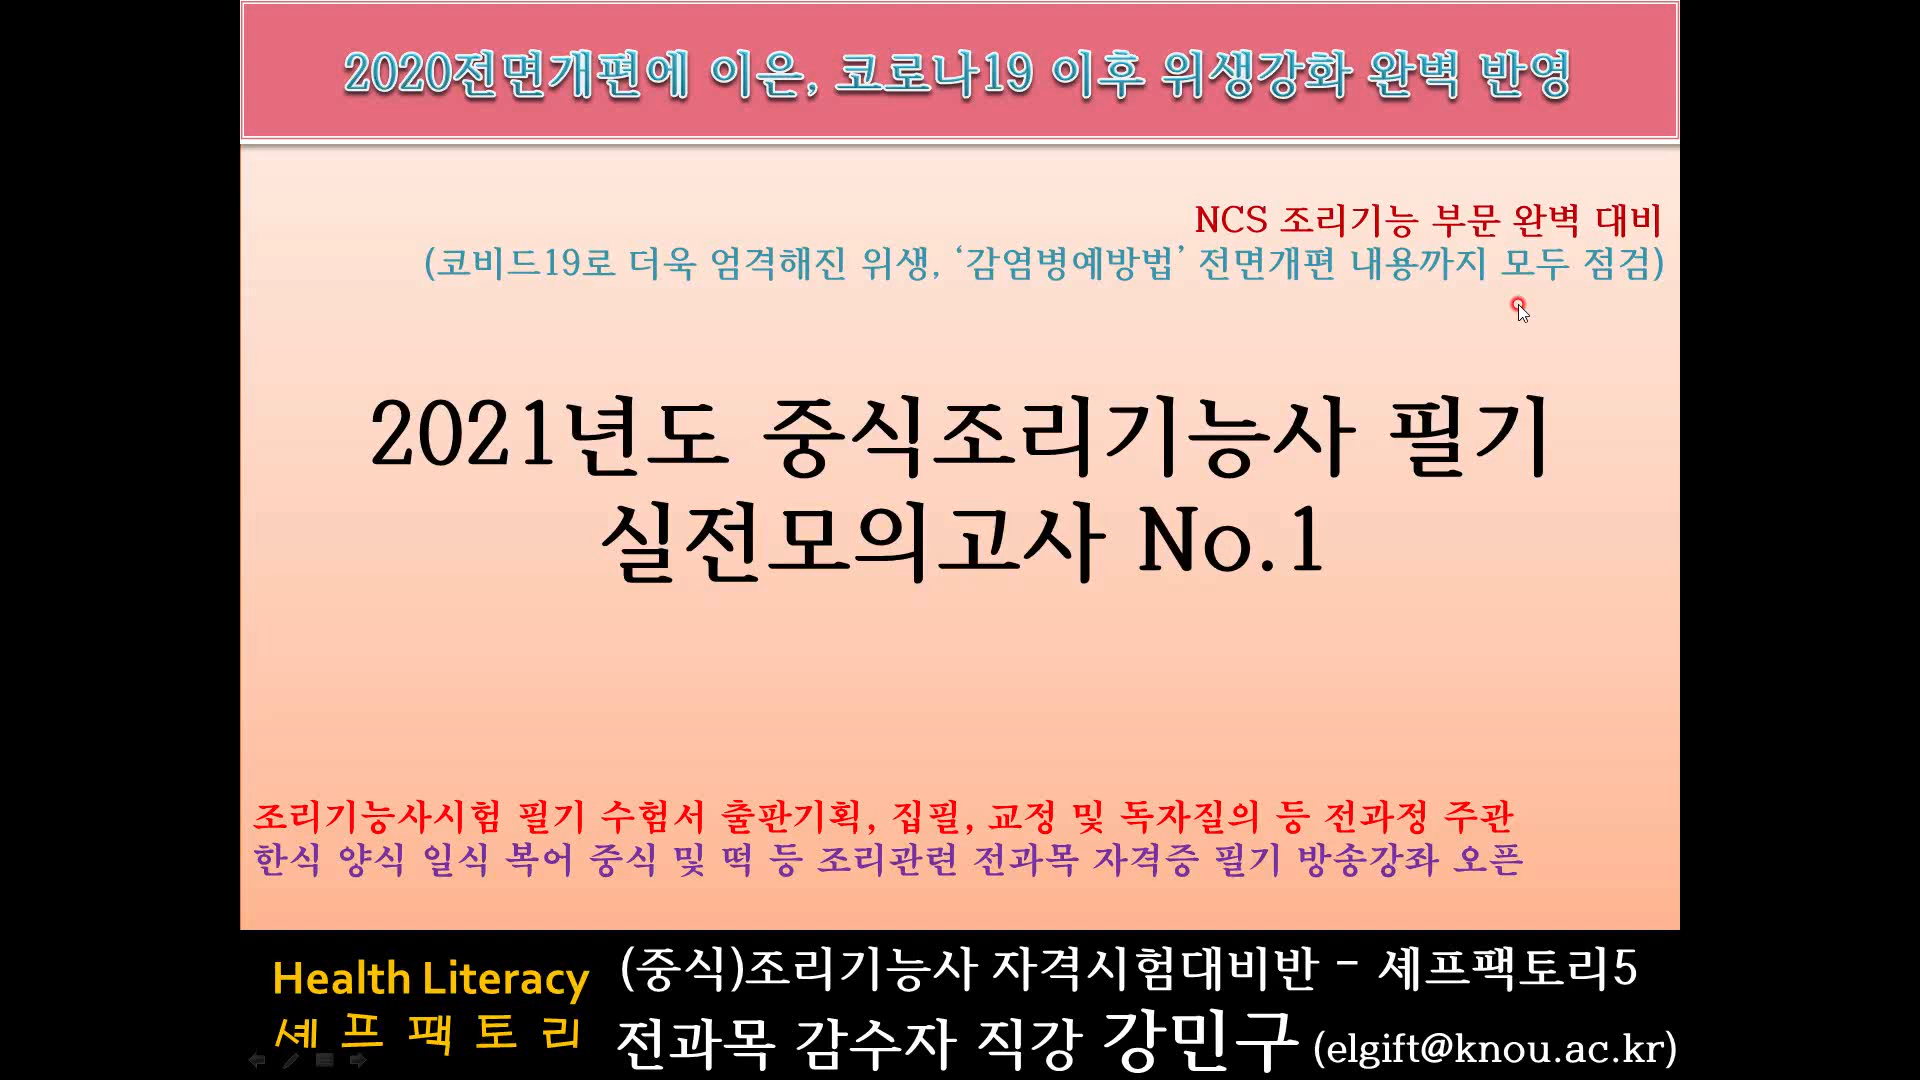 2020전면개편에 이은, 코로나19 이후 위생강화 완벽 반영
NCS 조리기능 부문 완벽 대비
(코비드19로 더욱 엄격해진 위생, ‘감염병예방법’ 전면개편 내용까지 모두 점검)
2021년도 중식조리기능사 필기
실전모의고사 No.1
조리기능사시험 필기 수험서 출판기획, 집필, 교정 및 독자질의 등 전과정 주관
한식 양식 일식 복어 중식 및 떡 등 조리관련 전과목 자격증 필기 방송강좌 오픈
Health Literacy
셰 프 팩 토 리
(중식)조리기능사 자격시험대비반 - 셰프팩토리5
전과목 감수자 직강 강민구 (elgift@knou.ac.kr)